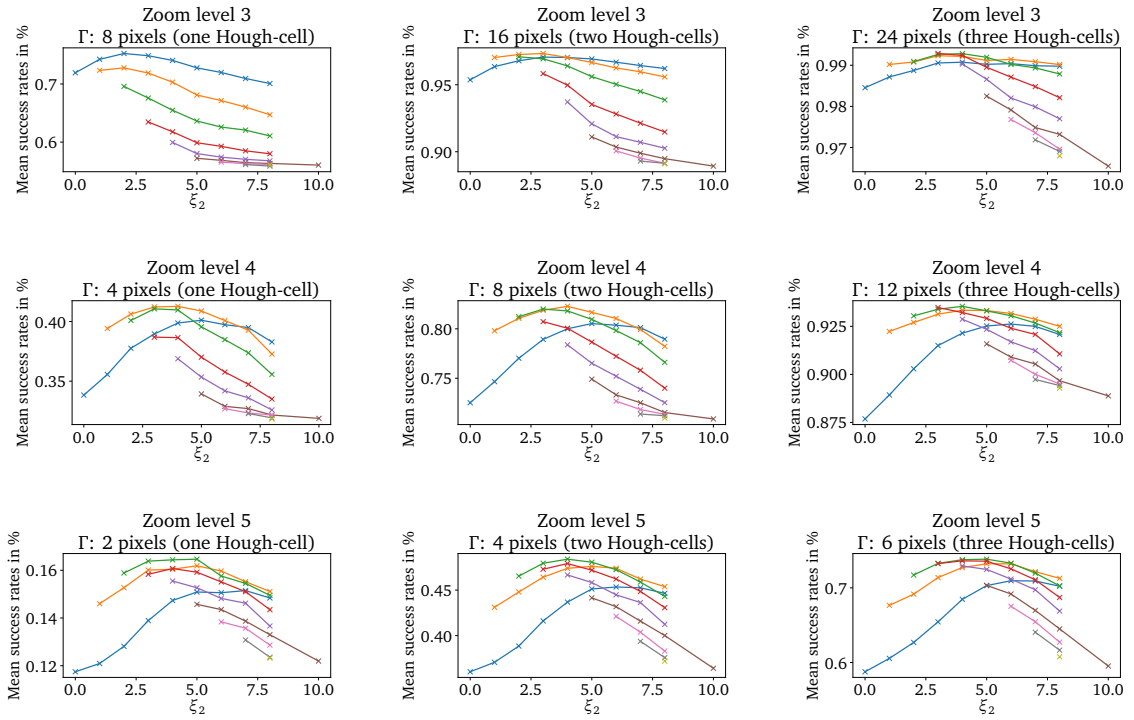 Zoom level 3
Γ: 8 pixels (one Hough-cell)
Mean success rates in %
0.7
0.6
0.0 2.5 5.0 7.5 10.0
ξ2
Zoom level 3
Γ: 16 pixels (two Hough-cells)
Mean success rates in %
0.95
0.90
0.0 2.5 5.0 7.5 10.0
ξ2
Zoom level 3
Γ: 24 pixels (three Hough-cells)
Mean success rates in %
0.99
0.98
0.97
0.0 2.5 5.0 7.5 10.0
ξ2
Zoom level 4
Γ: 4 pixels (one Hough-cell)
Mean success rates in %
0.40
0.35
0.0 2.5 5.0 7.5 10.0
ξ2
Zoom level 4
Γ: 8 pixels (two Hough-cells)
Mean success rates in %
0.80
0.75
0.0 2.5 5.0 7.5 10.0
ξ2
Zoom level 4
Γ: 12 pixels (three Hough-cells)
Mean success rates in %
0.925
0.900
0.875
0.0 2.5 5.0 7.5 10.0
ξ2
Zoom level 5
Γ: 2 pixels (one Hough-cell)
Mean success rates in %
0.16
0.14
0.12
0.0 2.5 5.0 7.5 10.0
ξ2
Zoom level 5
Γ: 4 pixels (two Hough-cells)
Mean success rates in %
0.45
0.40
0.0 2.5 5.0 7.5 10.0
ξ2
Zoom level 5
Γ: 6 pixels (three Hough-cells)
Mean success rates in %
0.7
0.6
0.0 2.5 5.0 7.5 10.0
ξ2